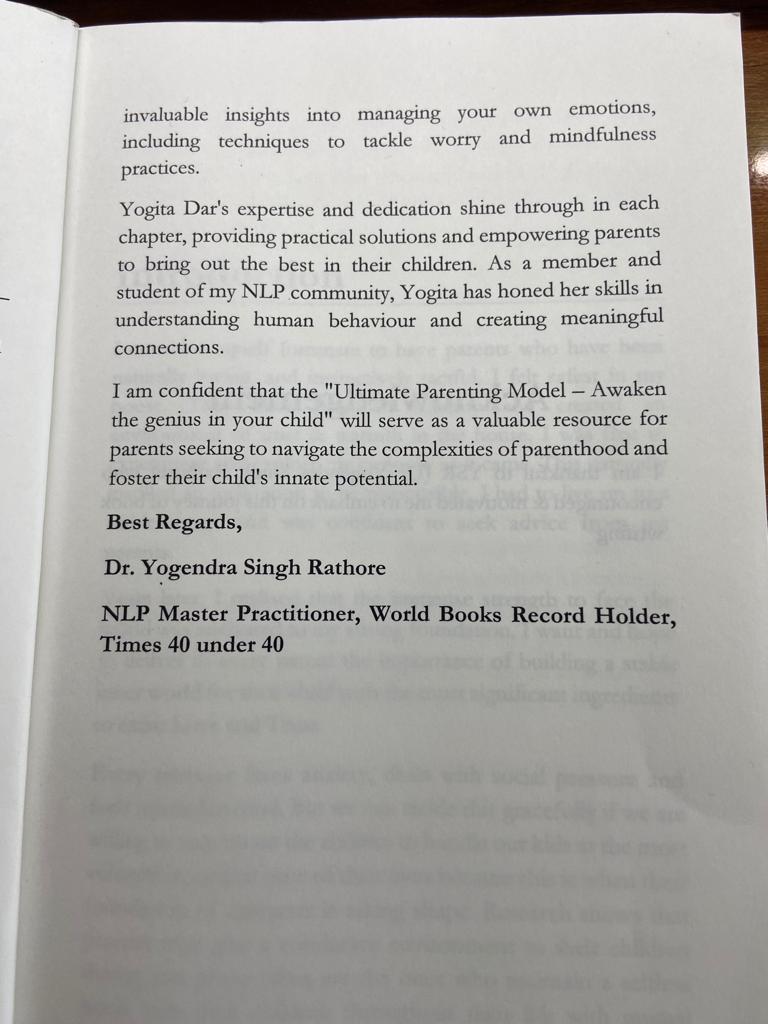 invaluable insights into managing your own emotions,
including techniques to tackle worry and mindfulness
practices.
Yogita Dar's expertise and dedication shine through in each
chapter, providing practical solutions and empowering parents
to bring out the best in their children. As a member and
student of my NLP community, Yogita has honed her skills in
understanding human behaviour and creating meaningful
connections.
I am confident that the "Ultimate Parenting Model – Awaken
the genius in your child" will serve as a valuable resource for
parents seeking to navigate the complexities of parenthood and
foster their child's innate potential.
Best Regards,
Dr. Yogendra Singh Rathore
NLP Master Practitioner, World Books Record Holder,
Times 40 under 40